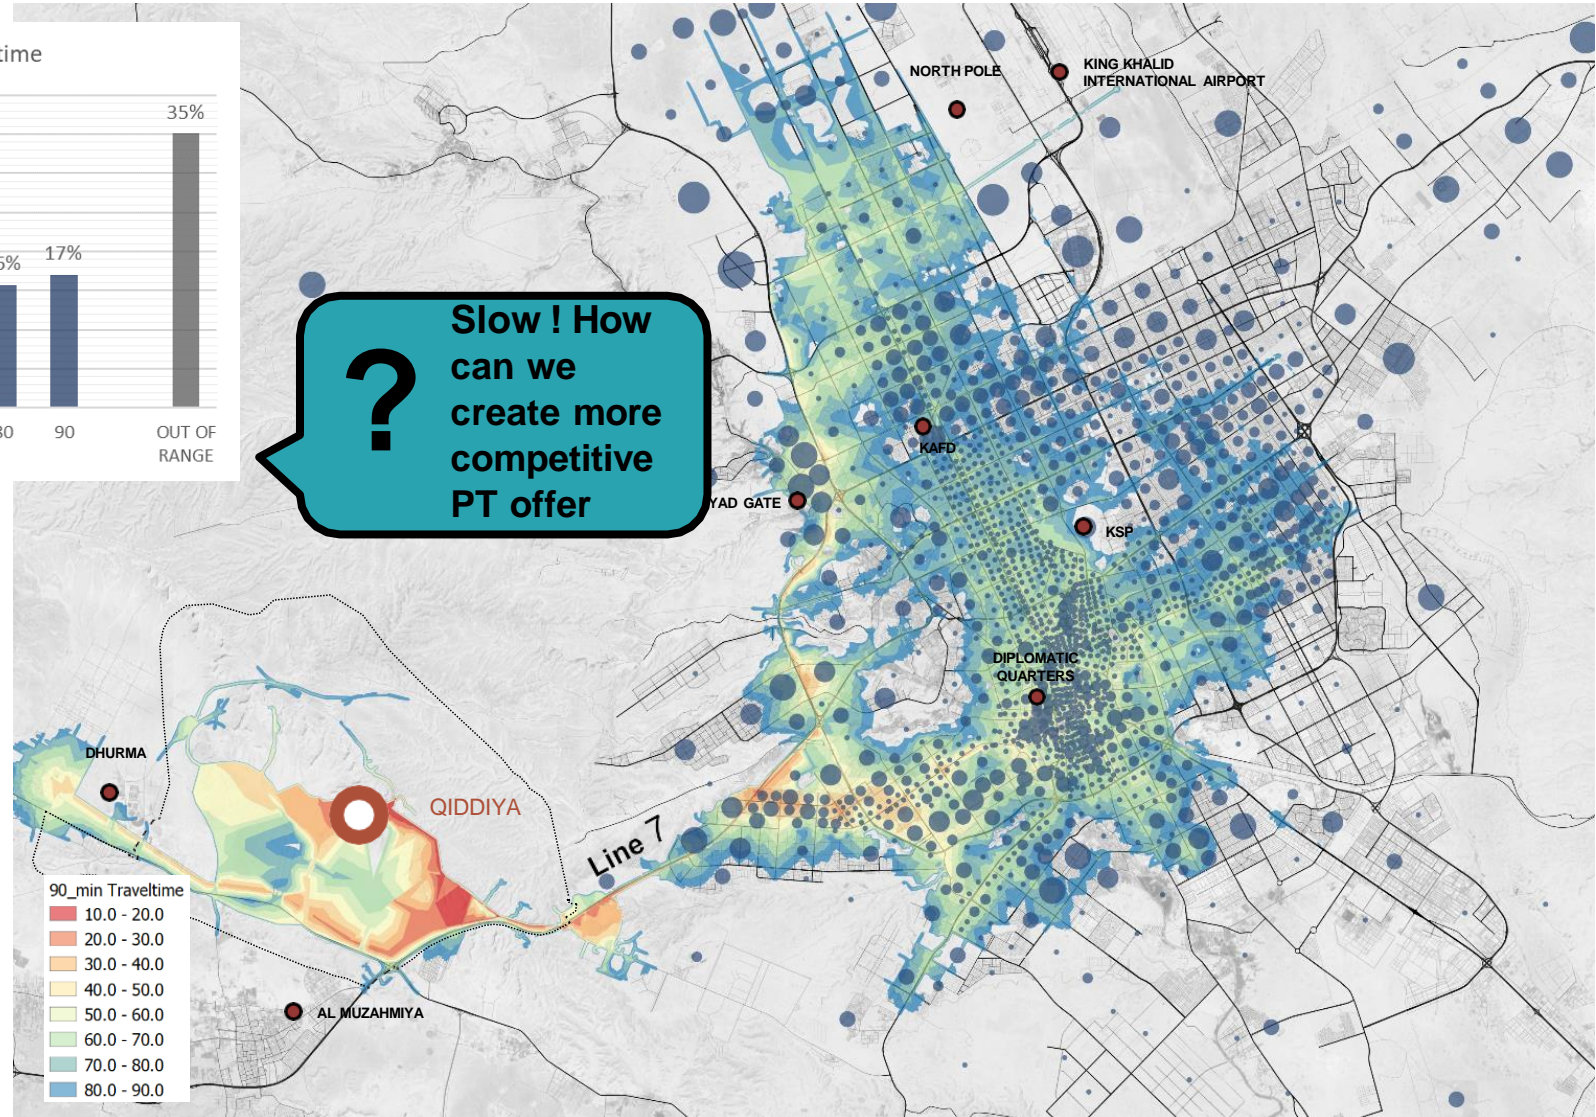 time
35%
17%
6%
80
90
OUT OF
RANGE
?
Slow ! How
can we
create more
competitive
PT offer
NORTH POLE
KING KHALID
INTERNATIONAL AIRPORT
KAFD
YAD GATE
KSP
DIPLOMATIC
QUARTERS
DHURMA
QIDDIYA
Line 7
AL MUZAHMIYA
90_min Traveltime
10.0 - 20.0
20.0 - 30.0
30.0 - 40.0
40.0 - 50.0
50.0 - 60.0
60.0 - 70.0
70.0 - 80.0
80.0 - 90.0